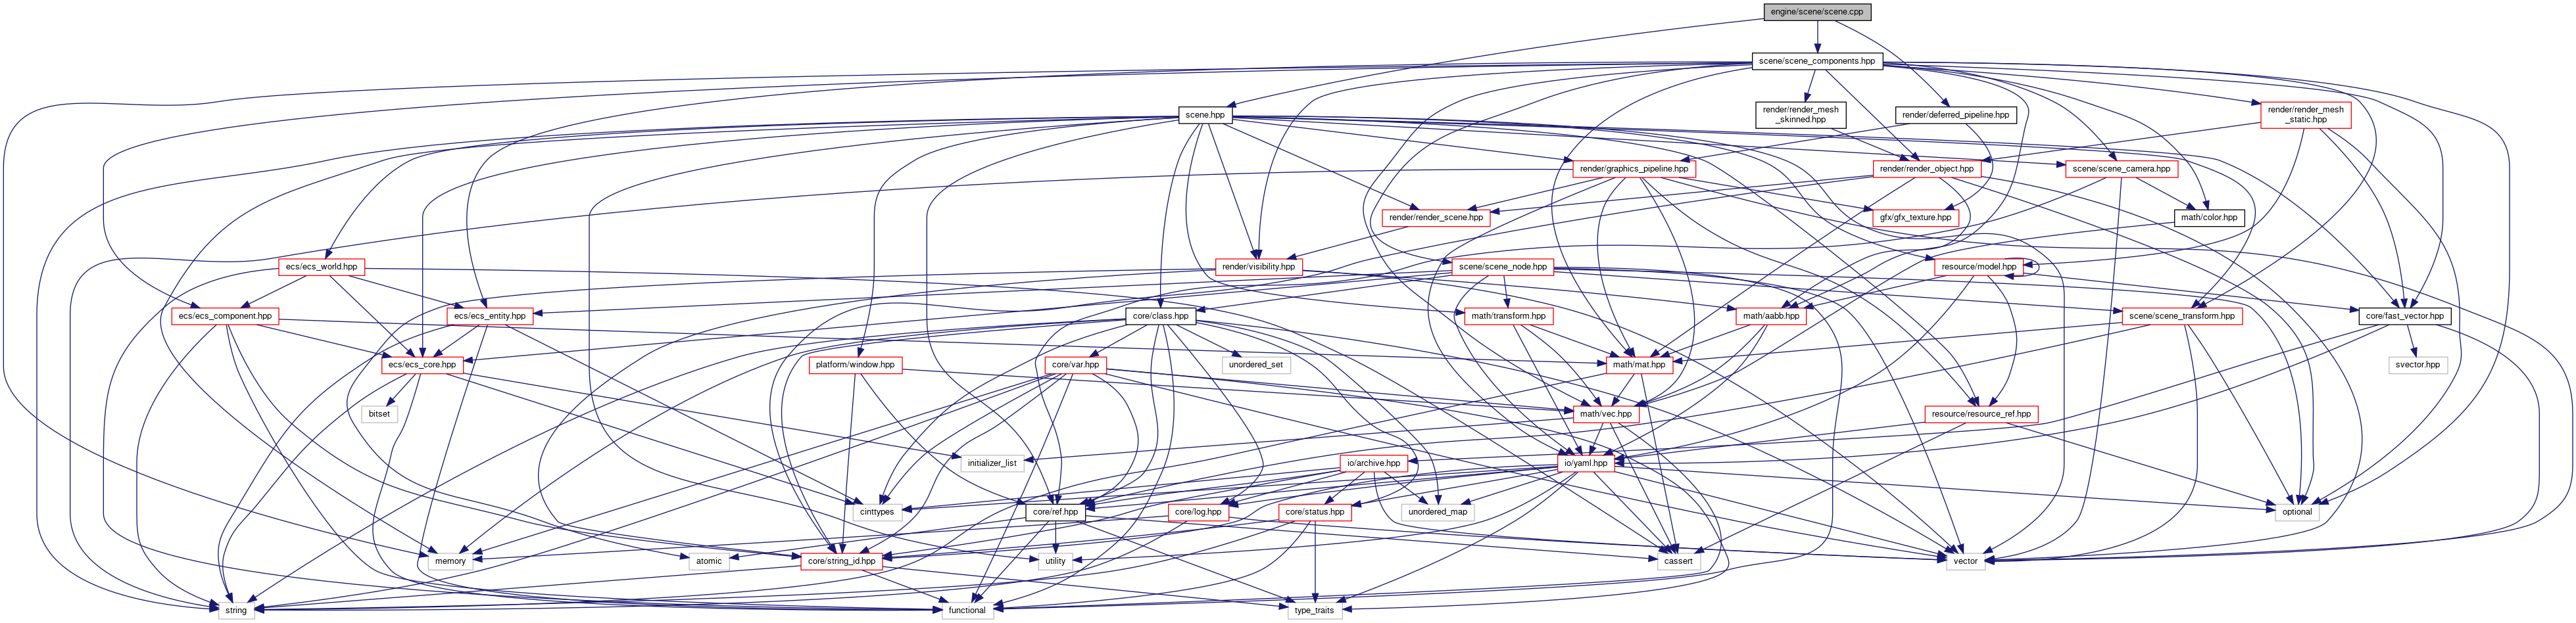 engine/scene/scene.cpp
scene/scene_components.hpp
scene.hpp
render/render_mesh
_skinned.hpp
render/deferred_pipeline.hpp
render/render_mesh
_static.hpp
render/graphics_pipeline.hpp
render/render_object.hpp
scene/scene_camera.hpp
render/render_scene.hpp
gfx/gfx_texture.hpp
math/color.hpp
ecs/ecs_world.hpp
render/visibility.hpp
scene/scene_node.hpp
resource/model.hpp
ecs/ecs_component.hpp
ecs/ecs_entity.hpp
core/class.hpp
math/transform.hpp
math/aabb.hpp
scene/scene_transform.hpp
core/fast_vector.hpp
ecs/ecs_core.hpp
platform/window.hpp
core/var.hpp
unordered_set
math/mat.hpp
svector.hpp
bitset
math/vec.hpp
resource/resource_ref.hpp
initializer_list
io/archive.hpp
io/yaml.hpp
cinttypes
core/ref.hpp
core/log.hpp
core/status.hpp
unordered_map
optional
memory
atomic
core/string_id.hpp
utility
cassert
vector
string
functional
type_traits